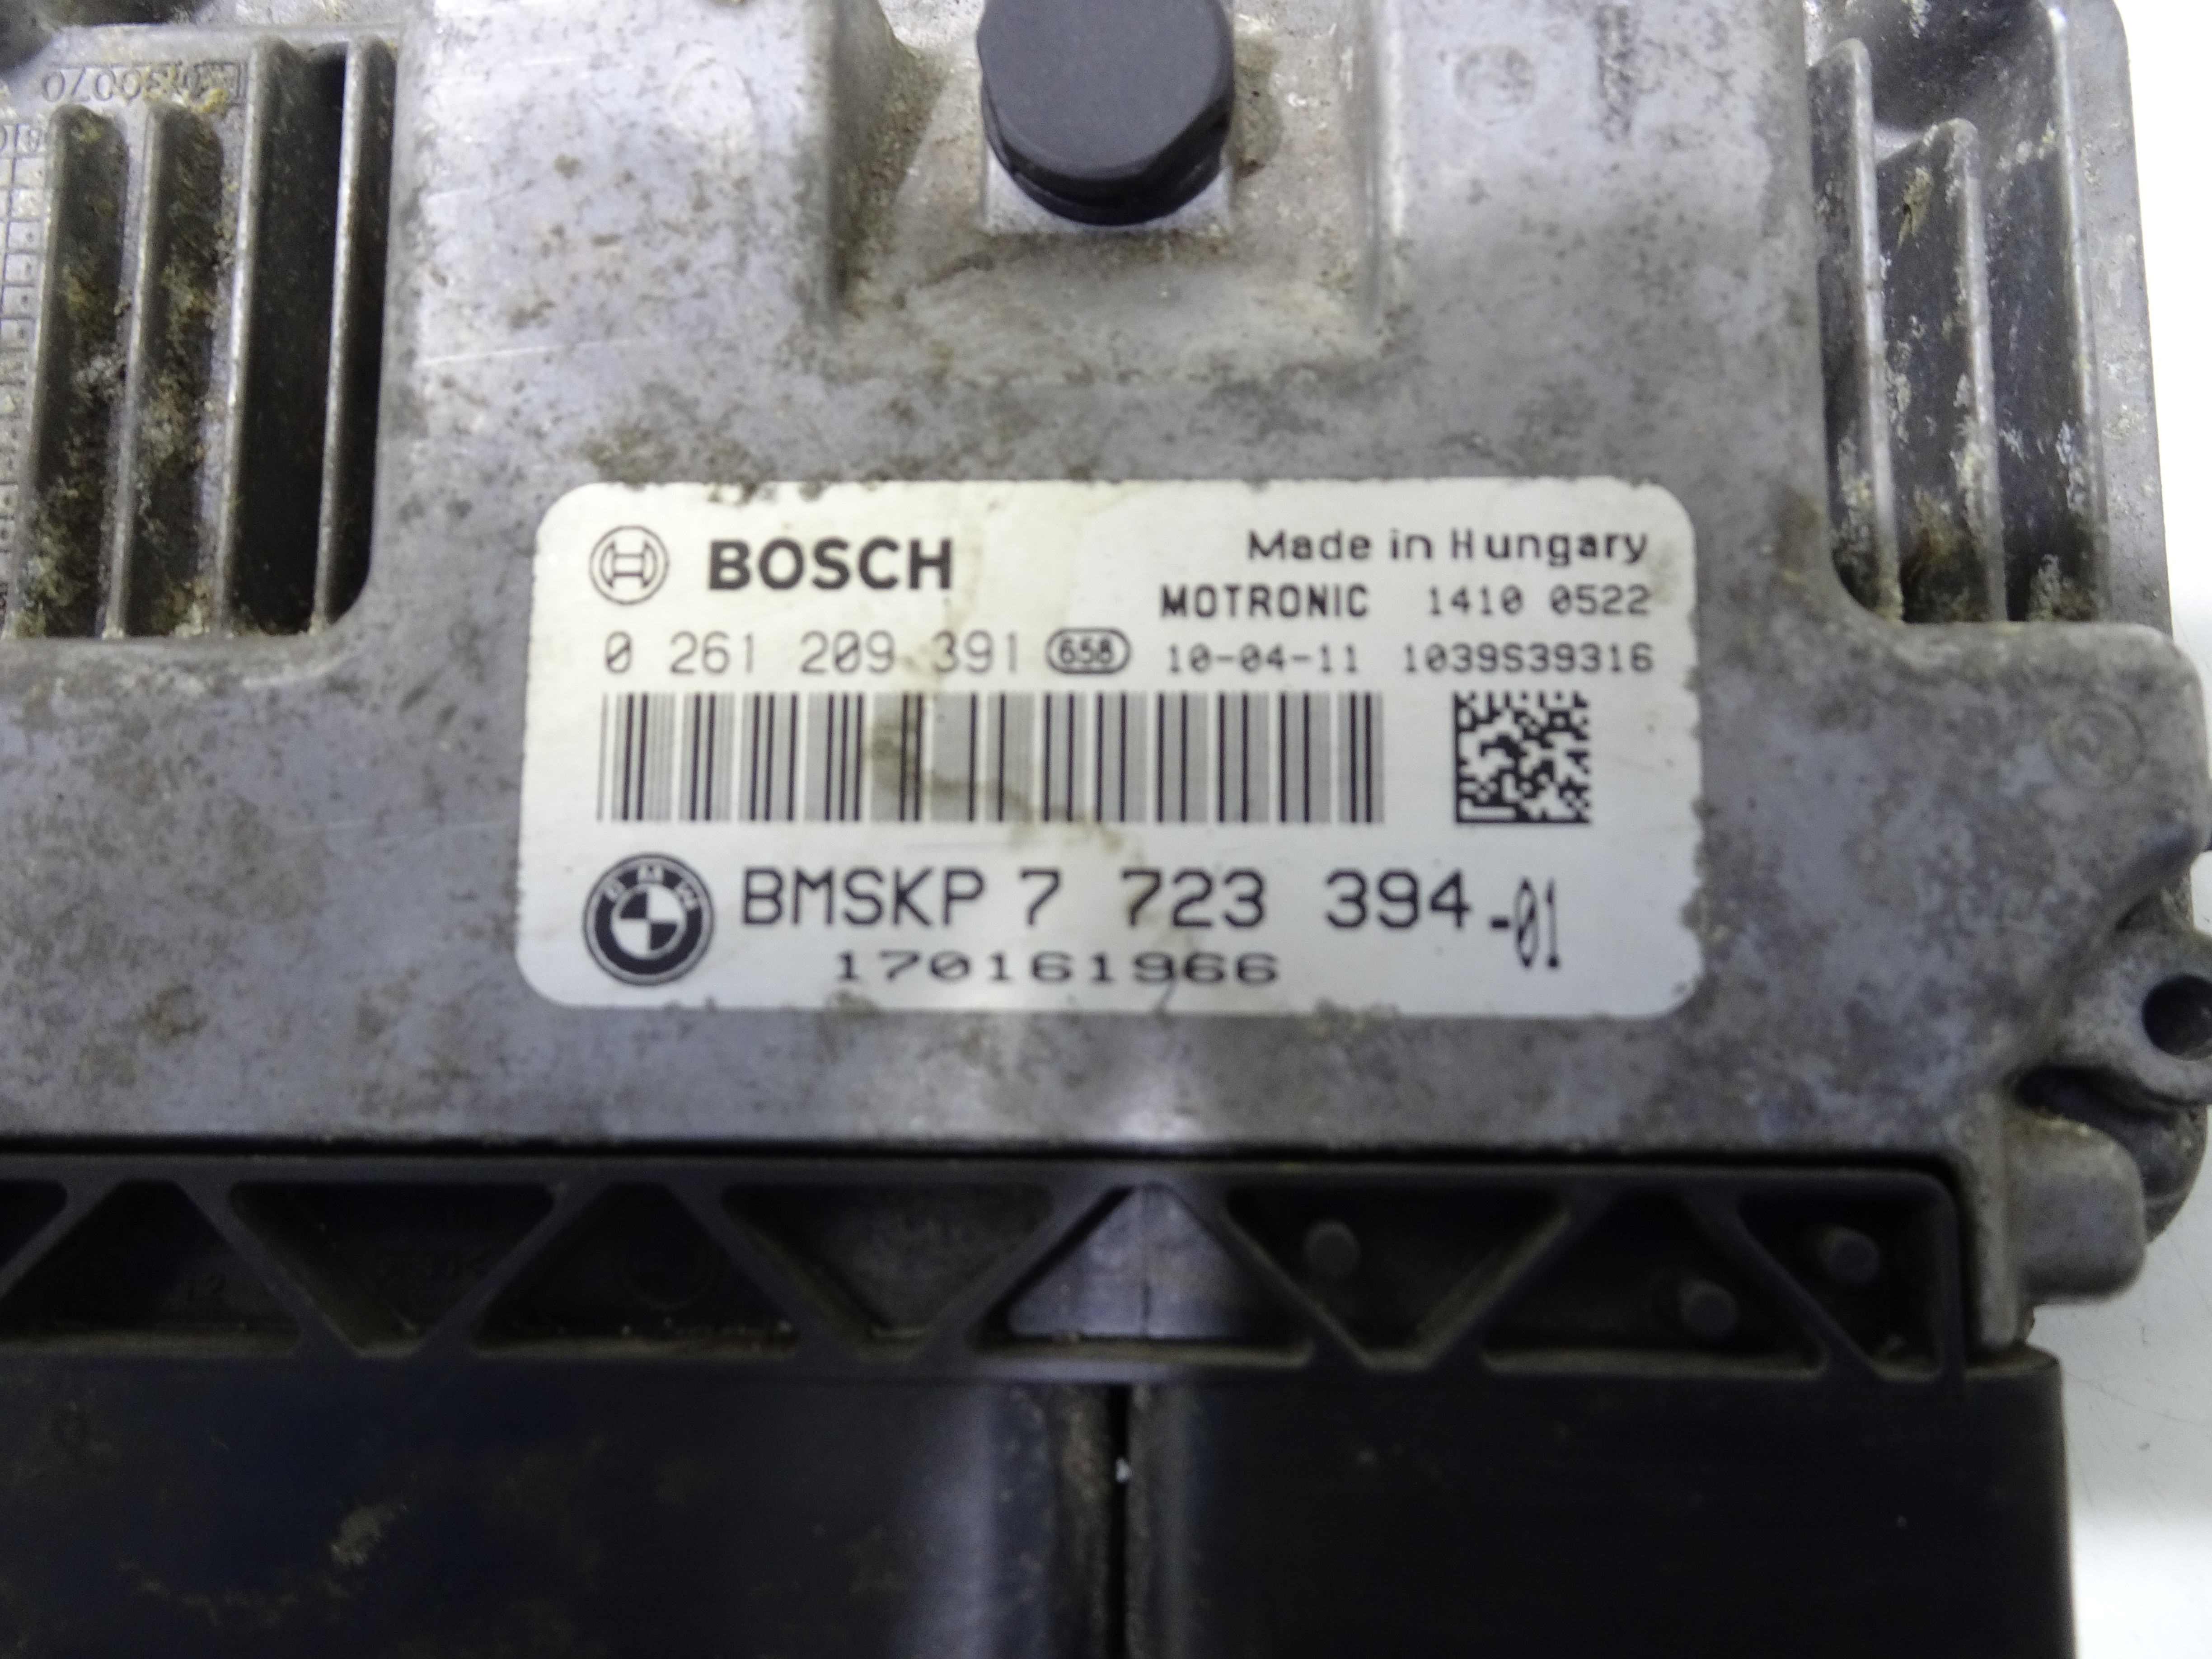 BOSCH
Made in Hungary
MOTRONIC 1410 0522
0 261 209 391 658 10-04-11 1039S39316
BMSKP 7 723 394-01
170161966